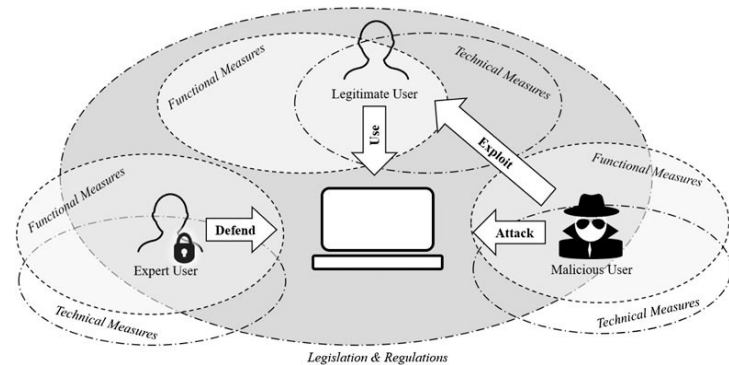 Functional Measures
Technical Measures
Legitimate User
Use
Exploit
Functional Measures
Functional Measures
Defend
Attack
Expert User
Malicious User
Technical Measures
Technical Measures
Legislation & Regulations